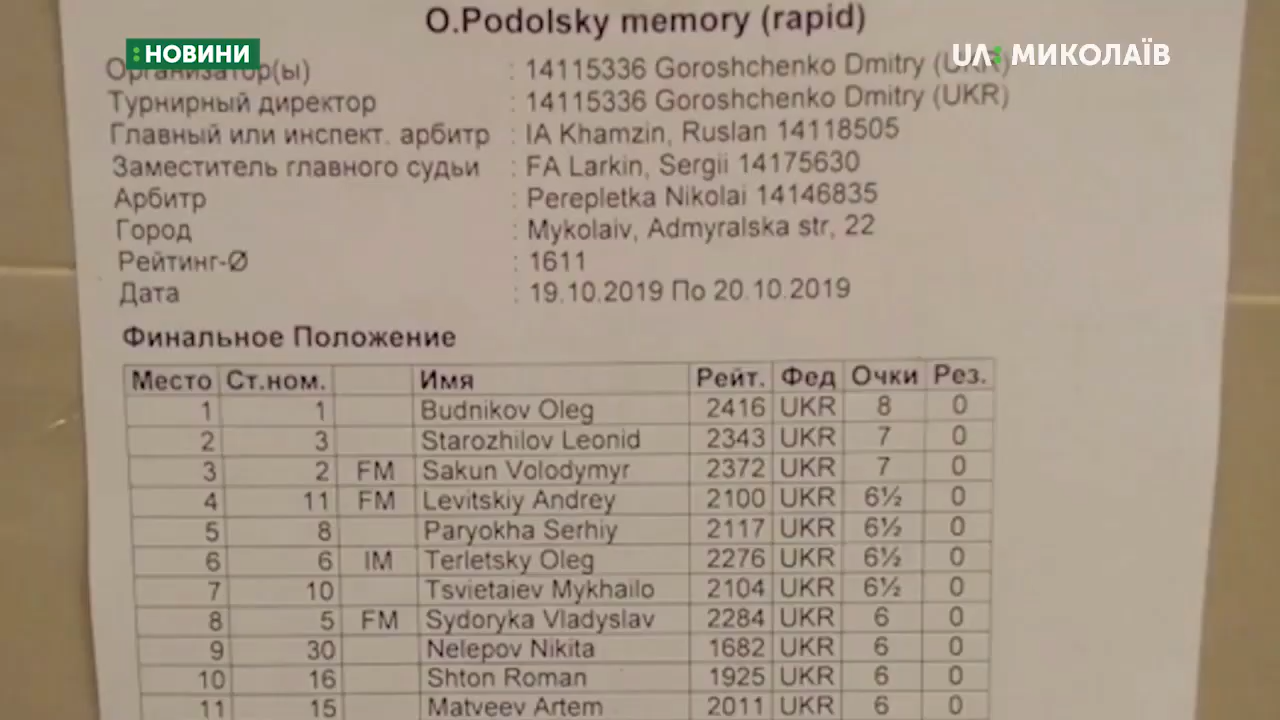 O.Podolsky memory (rapid)
:НОВИНИ
UA: МИКОЛАЇВ
Организатор(ы) : 14115336 Goroshchenko Dmitry (UKR)
Турнирный директор : 14115336 Goroshchenko Dmitry (UKR)
Главный или инспект. арбитр : IA Khamzin, Ruslan 14118505
Заместитель главного судьи : FA Larkin, Sergii 14175630
Арбитр : Perepletka Nikolai 14146835
Город : Mykolaiv, Admyralska str, 22
Рейтинг-Ø : 1611
Дата : 19.10.2019 По 20.10.2019
Финальное Положение
Место Ст.ном. Имя Рейт. Фед Очки Рез.
1 1 Budnikov Oleg 2416 UKR 8 0
2 3 Starozhilov Leonid 2343 UKR 7 0
3 2 FM Sakun Volodymyr 2372 UKR 7 0
4 11 FM Levitskiy Andrey 2100 UKR 6½ 0
5 8 Paryokha Serhiy 2117 UKR 6½ 0
6 6 IM Terletsky Oleg 2276 UKR 6½ 0
7 10 Tsvietaiev Mykhailo 2104 UKR 6½ 0
8 5 FM Sydoryka Vladyslav 2284 UKR 6 0
9 30 Nelepov Nikita 1682 UKR 6 0
10 16 Shton Roman 1925 UKR 6 0
11 15 Matveev Artem 2011 UKR 6 0